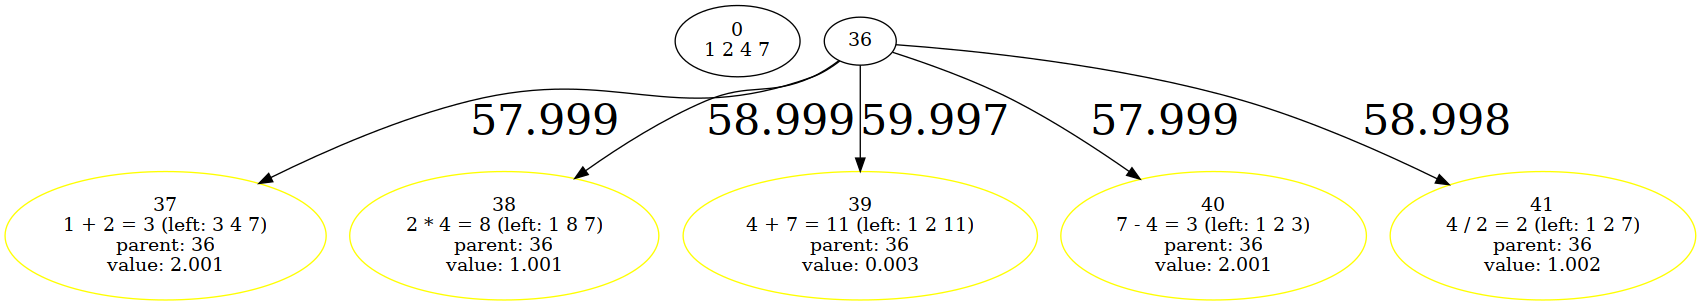 0
1 2 4 7
36
57.999
58.999
59.997
57.999
58.998
37
1 + 2 = 3 (left: 3 4 7)
parent: 36
value: 2.001
38
2 * 4 = 8 (left: 1 8 7)
parent: 36
value: 1.001
39
4 + 7 = 11 (left: 1 2 11)
parent: 36
value: 0.003
40
7 - 4 = 3 (left: 1 2 3)
parent: 36
value: 2.001
41
4 / 2 = 2 (left: 1 2 7)
parent: 36
value: 1.002